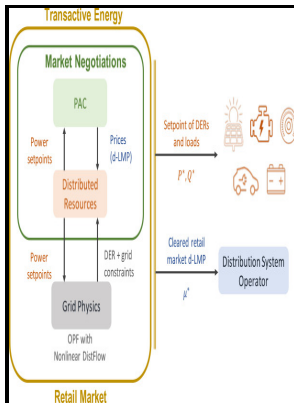 Transactive Energy
Market Negotiations
PAC
Power
setpoints
Prices
(d-LMP)
Distributed
Resources
Power
setpoints
DER + grid
constraints
Grid Physics
OPF with
Nonlinear DistFlow
Retail Market
Setpoint of DERs
and loads
P*, Q*
Cleared retail
market d-LMP
μ*
Distribution System
Operator